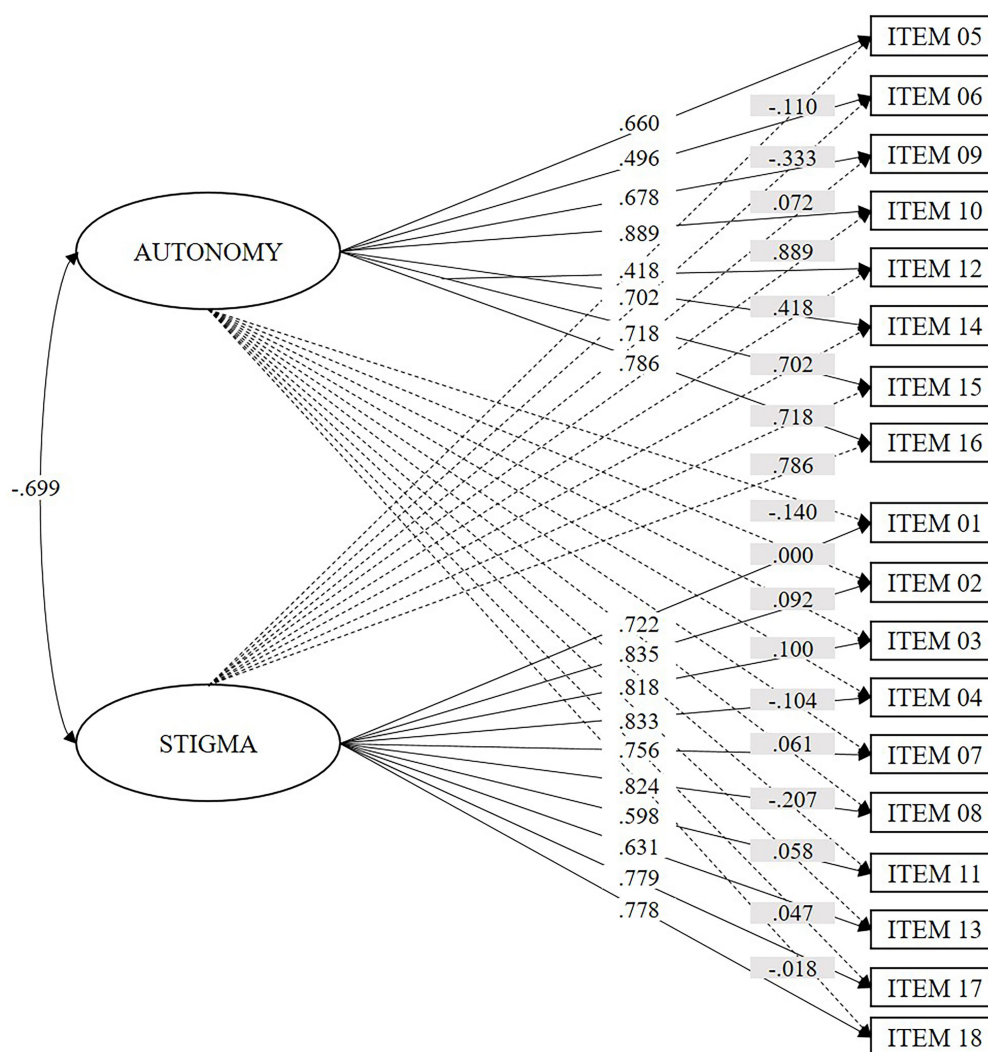 ITEM 05
ITEM 06
ITEM 09
ITEM 10
ITEM 12
ITEM 14
ITEM 15
ITEM 16
ITEM 01
ITEM 02
ITEM 03
ITEM 04
ITEM 07
ITEM 08
ITEM 11
ITEM 13
ITEM 17
ITEM 18
AUTONOMY
STIGMA
-.699
.660
.496
.678
.889
.418
.702
.718
.786
-.110
-.333
.072
.889
.418
.702
.718
.786
-.140
.000
.092
.100
-.104
.061
-.207
.058
.047
-.018
.722
.835
.818
.833
.756
.824
.598
.631
.779
.778